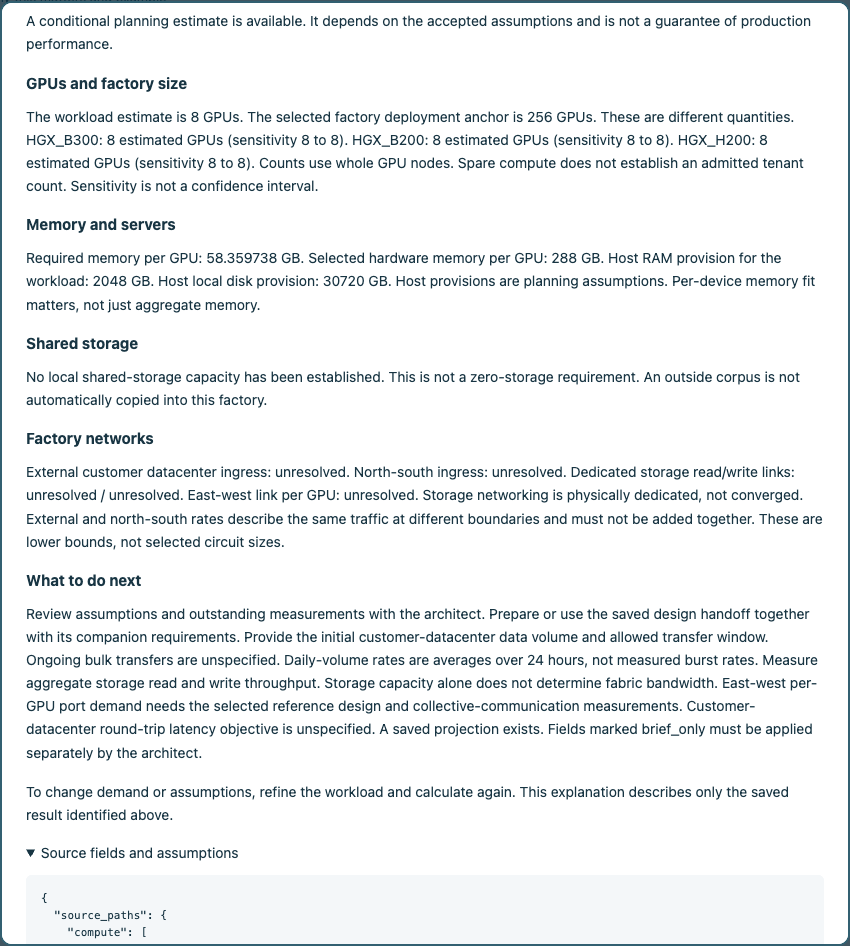 A conditional planning estimate is available. It depends on the accepted assumptions and is not a guarantee of production
performance.
GPUs and factory size
The workload estimate is 8 GPUs. The selected factory deployment anchor is 256 GPUs. These are different quantities.
HGX_B300: 8 estimated GPUs (sensitivity 8 to 8). HGX_B200: 8 estimated GPUs (sensitivity 8 to 8). HGX_H200: 8
estimated GPUs (sensitivity 8 to 8). Counts use whole GPU nodes. Spare compute does not establish an admitted tenant
count. Sensitivity is not a confidence interval.
Memory and servers
Required memory per GPU: 58.359738 GB. Selected hardware memory per GPU: 288 GB. Host RAM provision for the
workload: 2048 GB. Host local disk provision: 30720 GB. Host provisions are planning assumptions. Per-device memory fit
matters, not just aggregate memory.
Shared storage
No local shared-storage capacity has been established. This is not a zero-storage requirement. An outside corpus is not
automatically copied into this factory.
Factory networks
External customer datacenter ingress: unresolved. North-south ingress: unresolved. Dedicated storage read/write links:
unresolved / unresolved. East-west link per GPU: unresolved. Storage networking is physically dedicated, not converged.
External and north-south rates describe the same traffic at different boundaries and must not be added together. These are
lower bounds, not selected circuit sizes.
What to do next
Review assumptions and outstanding measurements with the architect. Prepare or use the saved design handoff together
with its companion requirements. Provide the initial customer-datacenter data volume and allowed transfer window.
Ongoing bulk transfers are unspecified. Daily-volume rates are averages over 24 hours, not measured burst rates. Measure
aggregate storage read and write throughput. Storage capacity alone does not determine fabric bandwidth. East-west per-
GPU port demand needs the selected reference design and collective-communication measurements. Customer-
datacenter round-trip latency objective is unspecified. A saved projection exists. Fields marked brief_only must be applied
separately by the architect.
To change demand or assumptions, refine the workload and calculate again. This explanation describes only the saved
result identified above.
▼ Source fields and assumptions
{
"source_paths": {
"compute": [